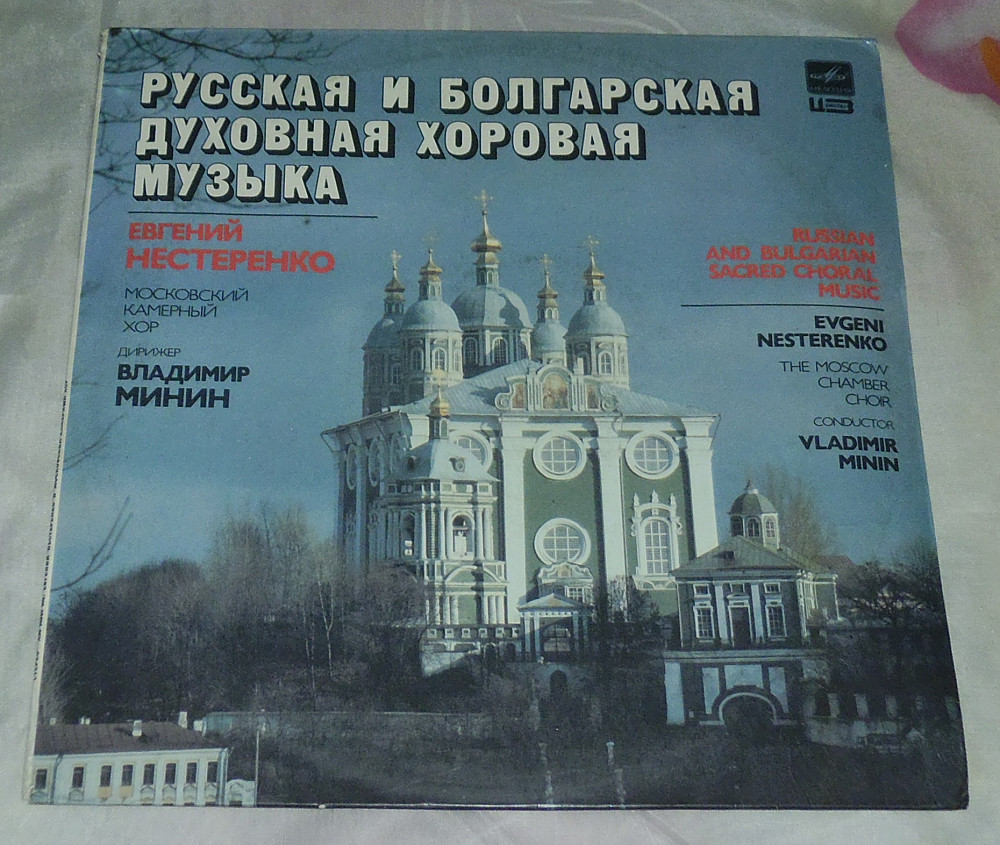 РУССКАЯ И БОЛГАРСКАЯ
ДУХОВНАЯ ХОРОВАЯ
МУЗЫКА
ЕВГЕНИЙ
НЕСТЕРЕНКО
МОСКОВСКИЙ
КАМЕРНЫЙ
ХОР
ДИРИЖЕР
ВЛАДИМИР
МИНИН
RUSSIAN
AND BULGARIAN
SACRED CHORAL
MUSIC
EVGENI
NESTERENKO
THE MOSCOW
CHAMBER
CHOIR
CONDUCTOR
VLADIMIR
MININ